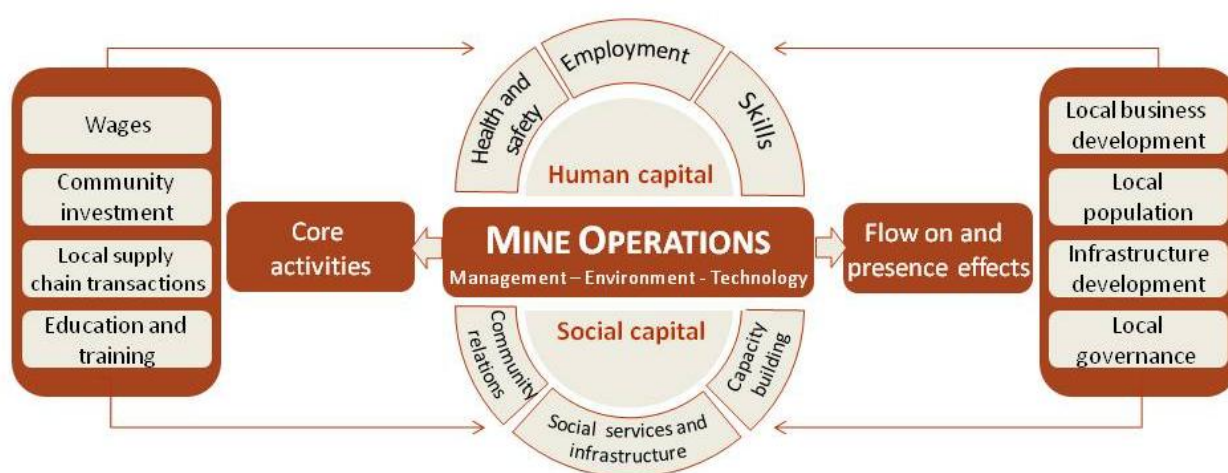 Wages
Community
investment
Local supply
chain transactions
Education and
training
Core
activities
Health and
safety
Employment
Skills
Human capital
MINE OPERATIONS
Management – Environment - Technology
Social capital
Community
relations
Social services and
infrastructure
Capacity
building
Flow on and
presence effects
Local business
development
Local
population
Infrastructure
development
Local
governance